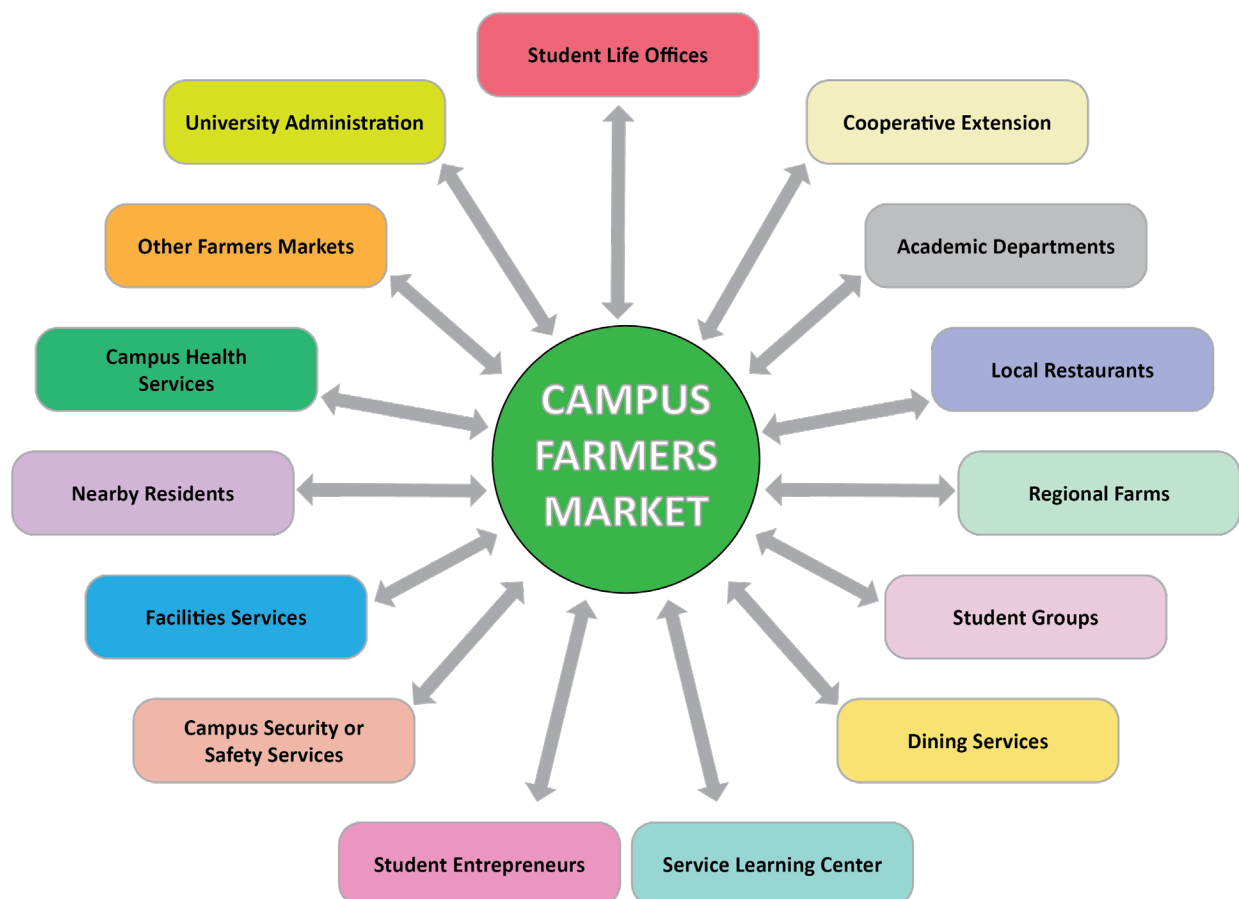 Student Life Offices
University Administration
Cooperative Extension
Other Farmers Markets
Academic Departments
Campus Health
Services
Local Restaurants
CAMPUS
FARMERS
MARKET
Nearby Residents
Regional Farms
Facilities Services
Student Groups
Campus Security or
Safety Services
Dining Services
Student Entrepreneurs
Service Learning Center